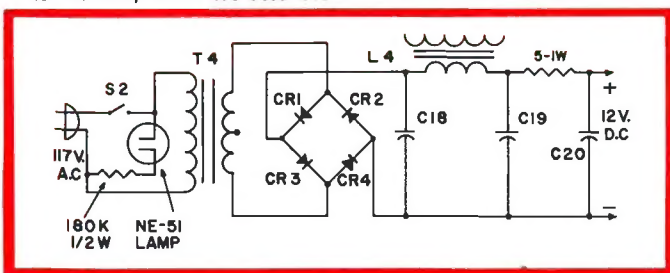 S2
T4
L4
5-1W
CR1
CR2
CR3
CR4
C18
C19
C20
+
12V.
D.C
−
117V.
A.C
180K
1/2W
NE-51
LAMP